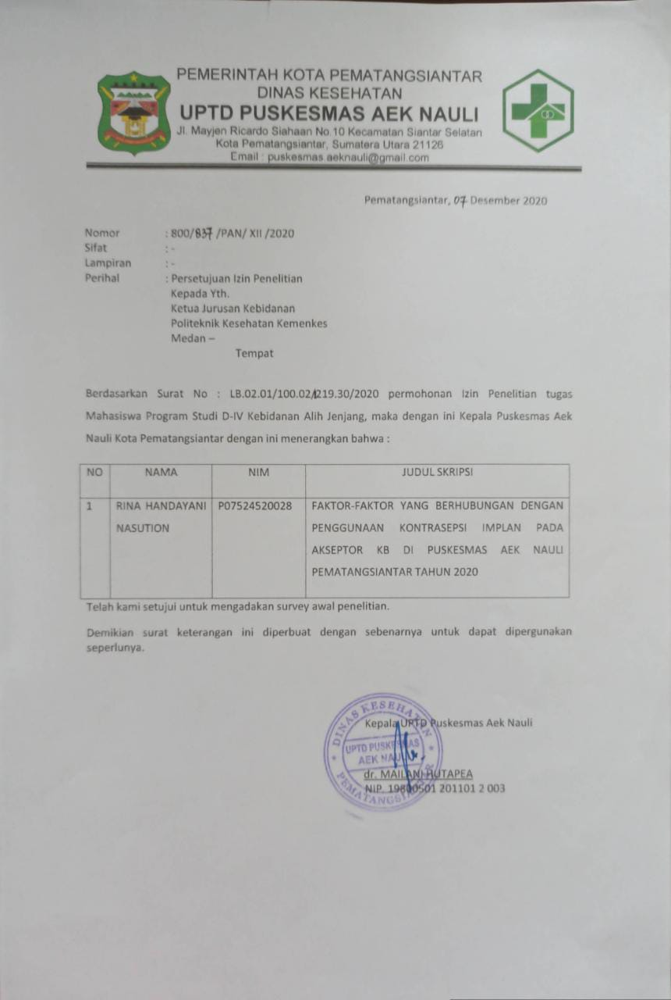 PEMERINTAH KOTA PEMATANGSIANTAR
DINAS KESEHATAN
UPTD PUSKESMAS AEK NAULI
Jl. Mayjen Ricardo Siahaan No.10 Kecamatan Siantar Selatan
Kota Pematangsiantar, Sumatera Utara 21126
Email : puskesmas.aeknauli@gmail.com
Pematangsiantar, 07 Desember 2020
Nomor : 800/837 /PAN/ XII /2020
Sifat : -
Lampiran : -
Perihal : Persetujuan Izin Penelitian
Kepada Yth.
Ketua Jurusan Kebidanan
Politeknik Kesehatan Kemenkes
Medan –
Tempat
Berdasarkan Surat No : LB.02.01/100.02/1219.30/2020 permohonan Izin Penelitian tugas
Mahasiswa Program Studi D-IV Kebidanan Alih Jenjang, maka dengan ini Kepala Puskesmas Aek
Nauli Kota Pematangsiantar dengan ini menerangkan bahwa :
NO NAMA NIM JUDUL SKRIPSI
1 RINA HANDAYANI P07524520028 FAKTOR-FAKTOR YANG BERHUBUNGAN DENGAN
NASUTION PENGGUNAAN KONTRASEPSI IMPLAN PADA
AKSEPTOR KB DI PUSKESMAS AEK NAULI
PEMATANGSIANTAR TAHUN 2020
Telah kami setujui untuk mengadakan survey awal penelitian.
Demikian surat keterangan ini diperbuat dengan sebenarnya untuk dapat dipergunakan
seperlunya.
Kepala UPTD Puskesmas Aek Nauli
DINAS KESEHATAN
UPTD PUSKESMAS
AEK NAULI
PEMATANGSIANTAR
dr. MAILANI HUTAPEA
NIP. 19800501 201101 2 003